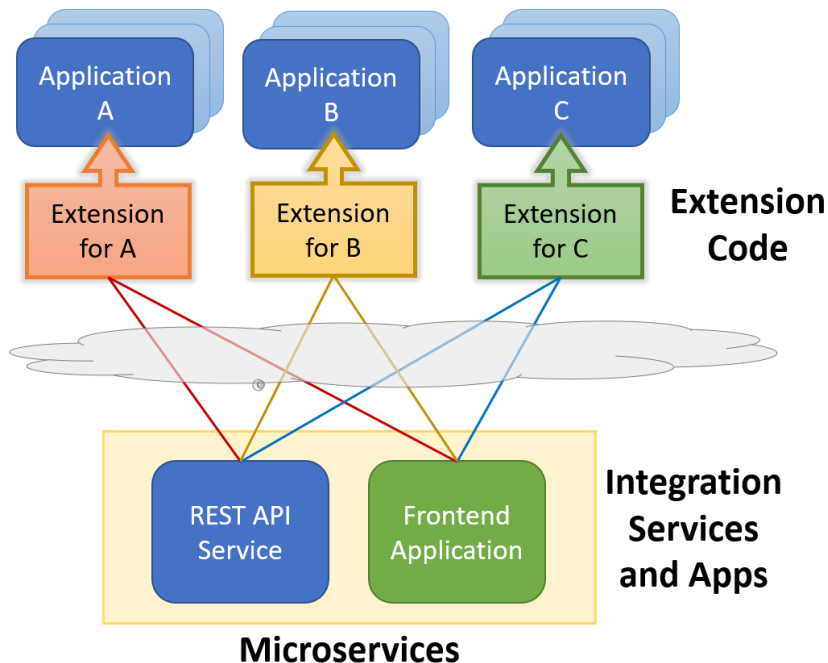 Application
A
Application
B
Application
C
Extension
for A
Extension
for B
Extension
for C
Extension
Code
REST API
Service
Frontend
Application
Integration
Services
and Apps
Microservices